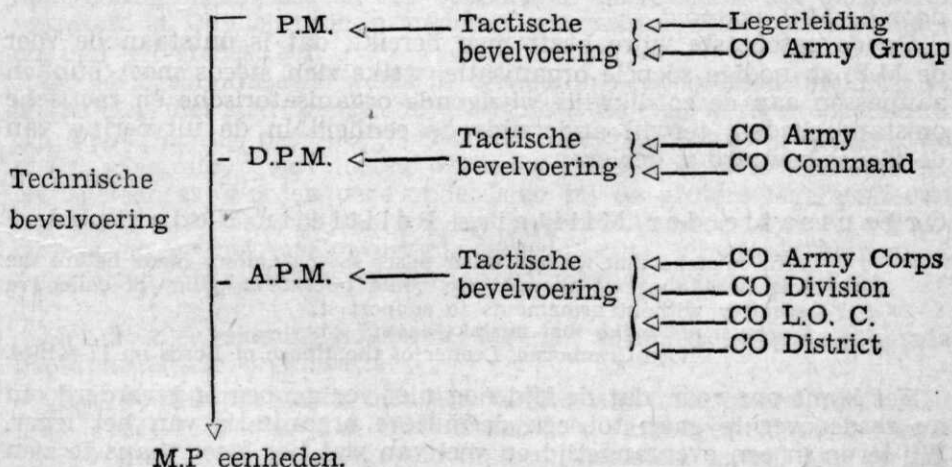 P.M. Tactische bevelvoering Legerleiding
CO Army Group
D.P.M. Tactische bevelvoering CO Army
CO Command
Technische
bevelvoering
A.P.M. Tactische bevelvoering CO Army Corps
CO Division
CO L.O. C.
CO District
M.P eenheden.